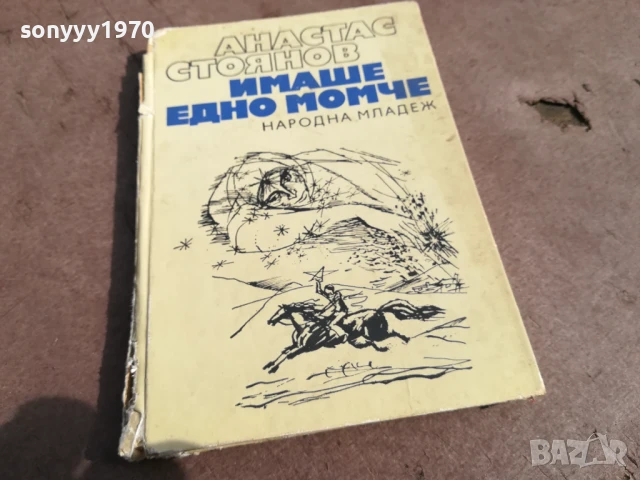 sonyyy1970
АНАСТАС
СТОЯНОВ
ИМАШЕ
ЕДНО МОМЧЕ
НАРОДНА МЛАДЕЖ
BAZAR